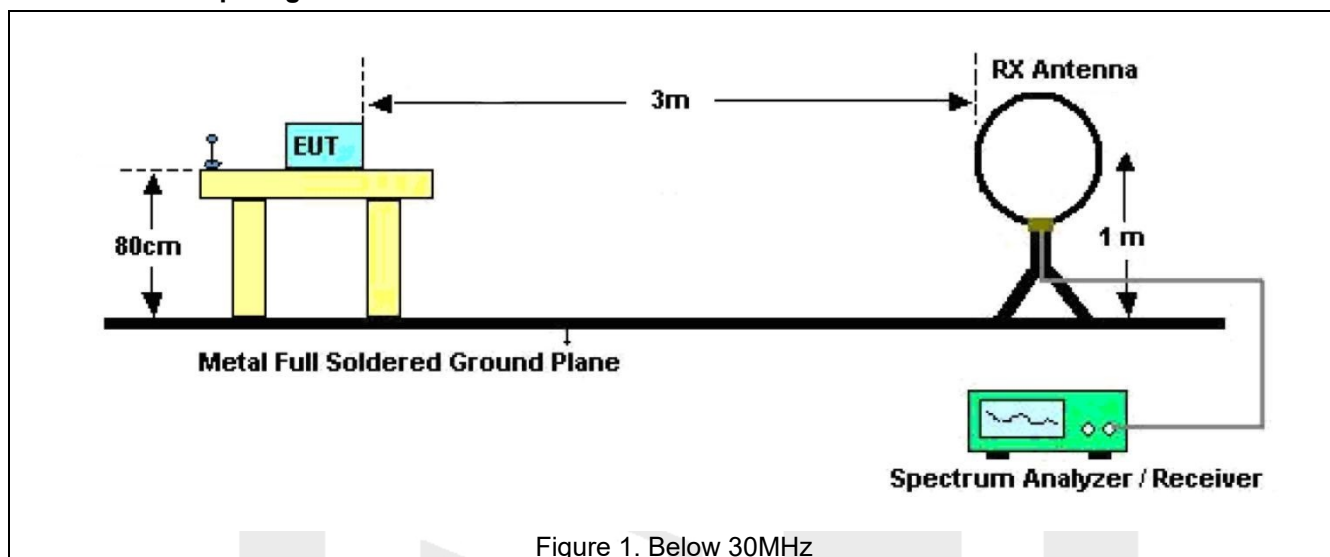 RX Antenna
3m
EUT
80cm
1 m
Metal Full Soldered Ground Plane
Spectrum Analyzer / Receiver
Figure 1. Below 30MHz